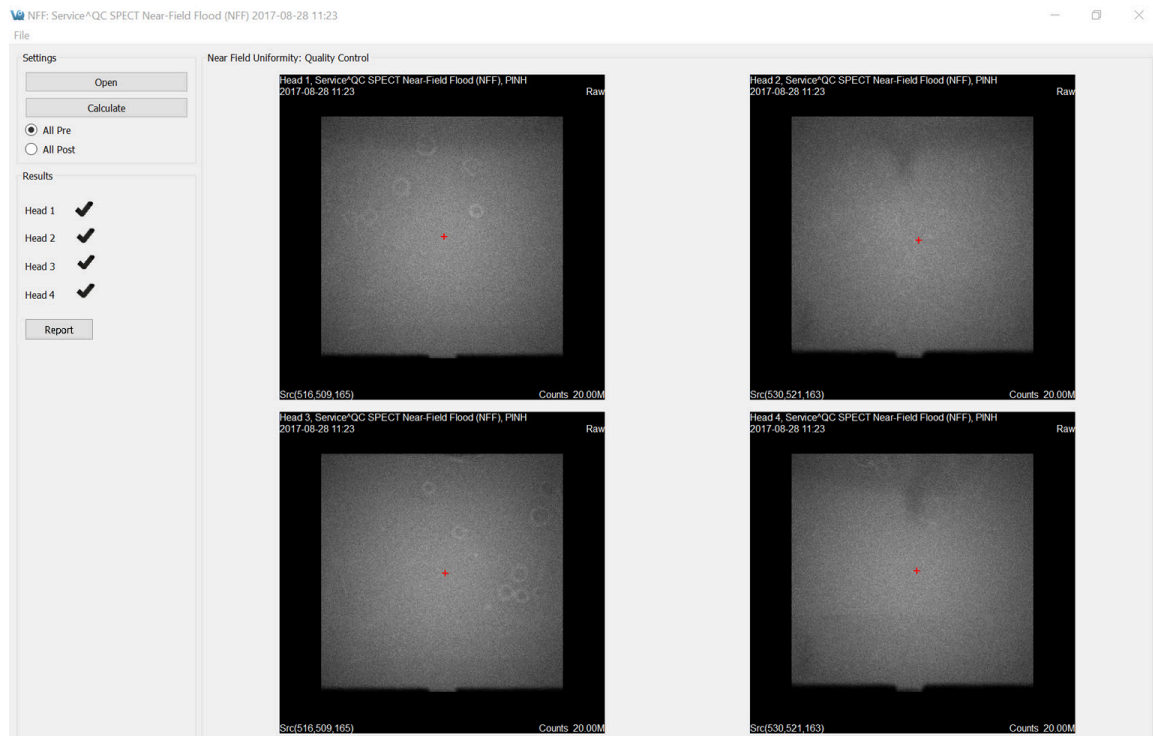 NFF: Service^QC SPECT Near-Field Flood (NFF) 2017-08-28 11:23
File
Settings
Open
Calculate
All Pre
All Post
Results
Head 1
Head 2
Head 3
Head 4
Report
Near Field Uniformity: Quality Control
Head 1, Service^QC SPECT Near-Field Flood (NFF), PINH
2017-08-28 11:23 Raw
Src(516,509,165) Counts 20.00M
Head 2, Service^QC SPECT Near-Field Flood (NFF), PINH
2017-08-28 11:23 Raw
Src(530,521,163) Counts 20.00M
Head 3, Service^QC SPECT Near-Field Flood (NFF), PINH
2017-08-28 11:23 Raw
Src(516,509,165) Counts 20.00M
Head 4, Service^QC SPECT Near-Field Flood (NFF), PINH
2017-08-28 11:23 Raw
Src(530,521,163) Counts 20.00M